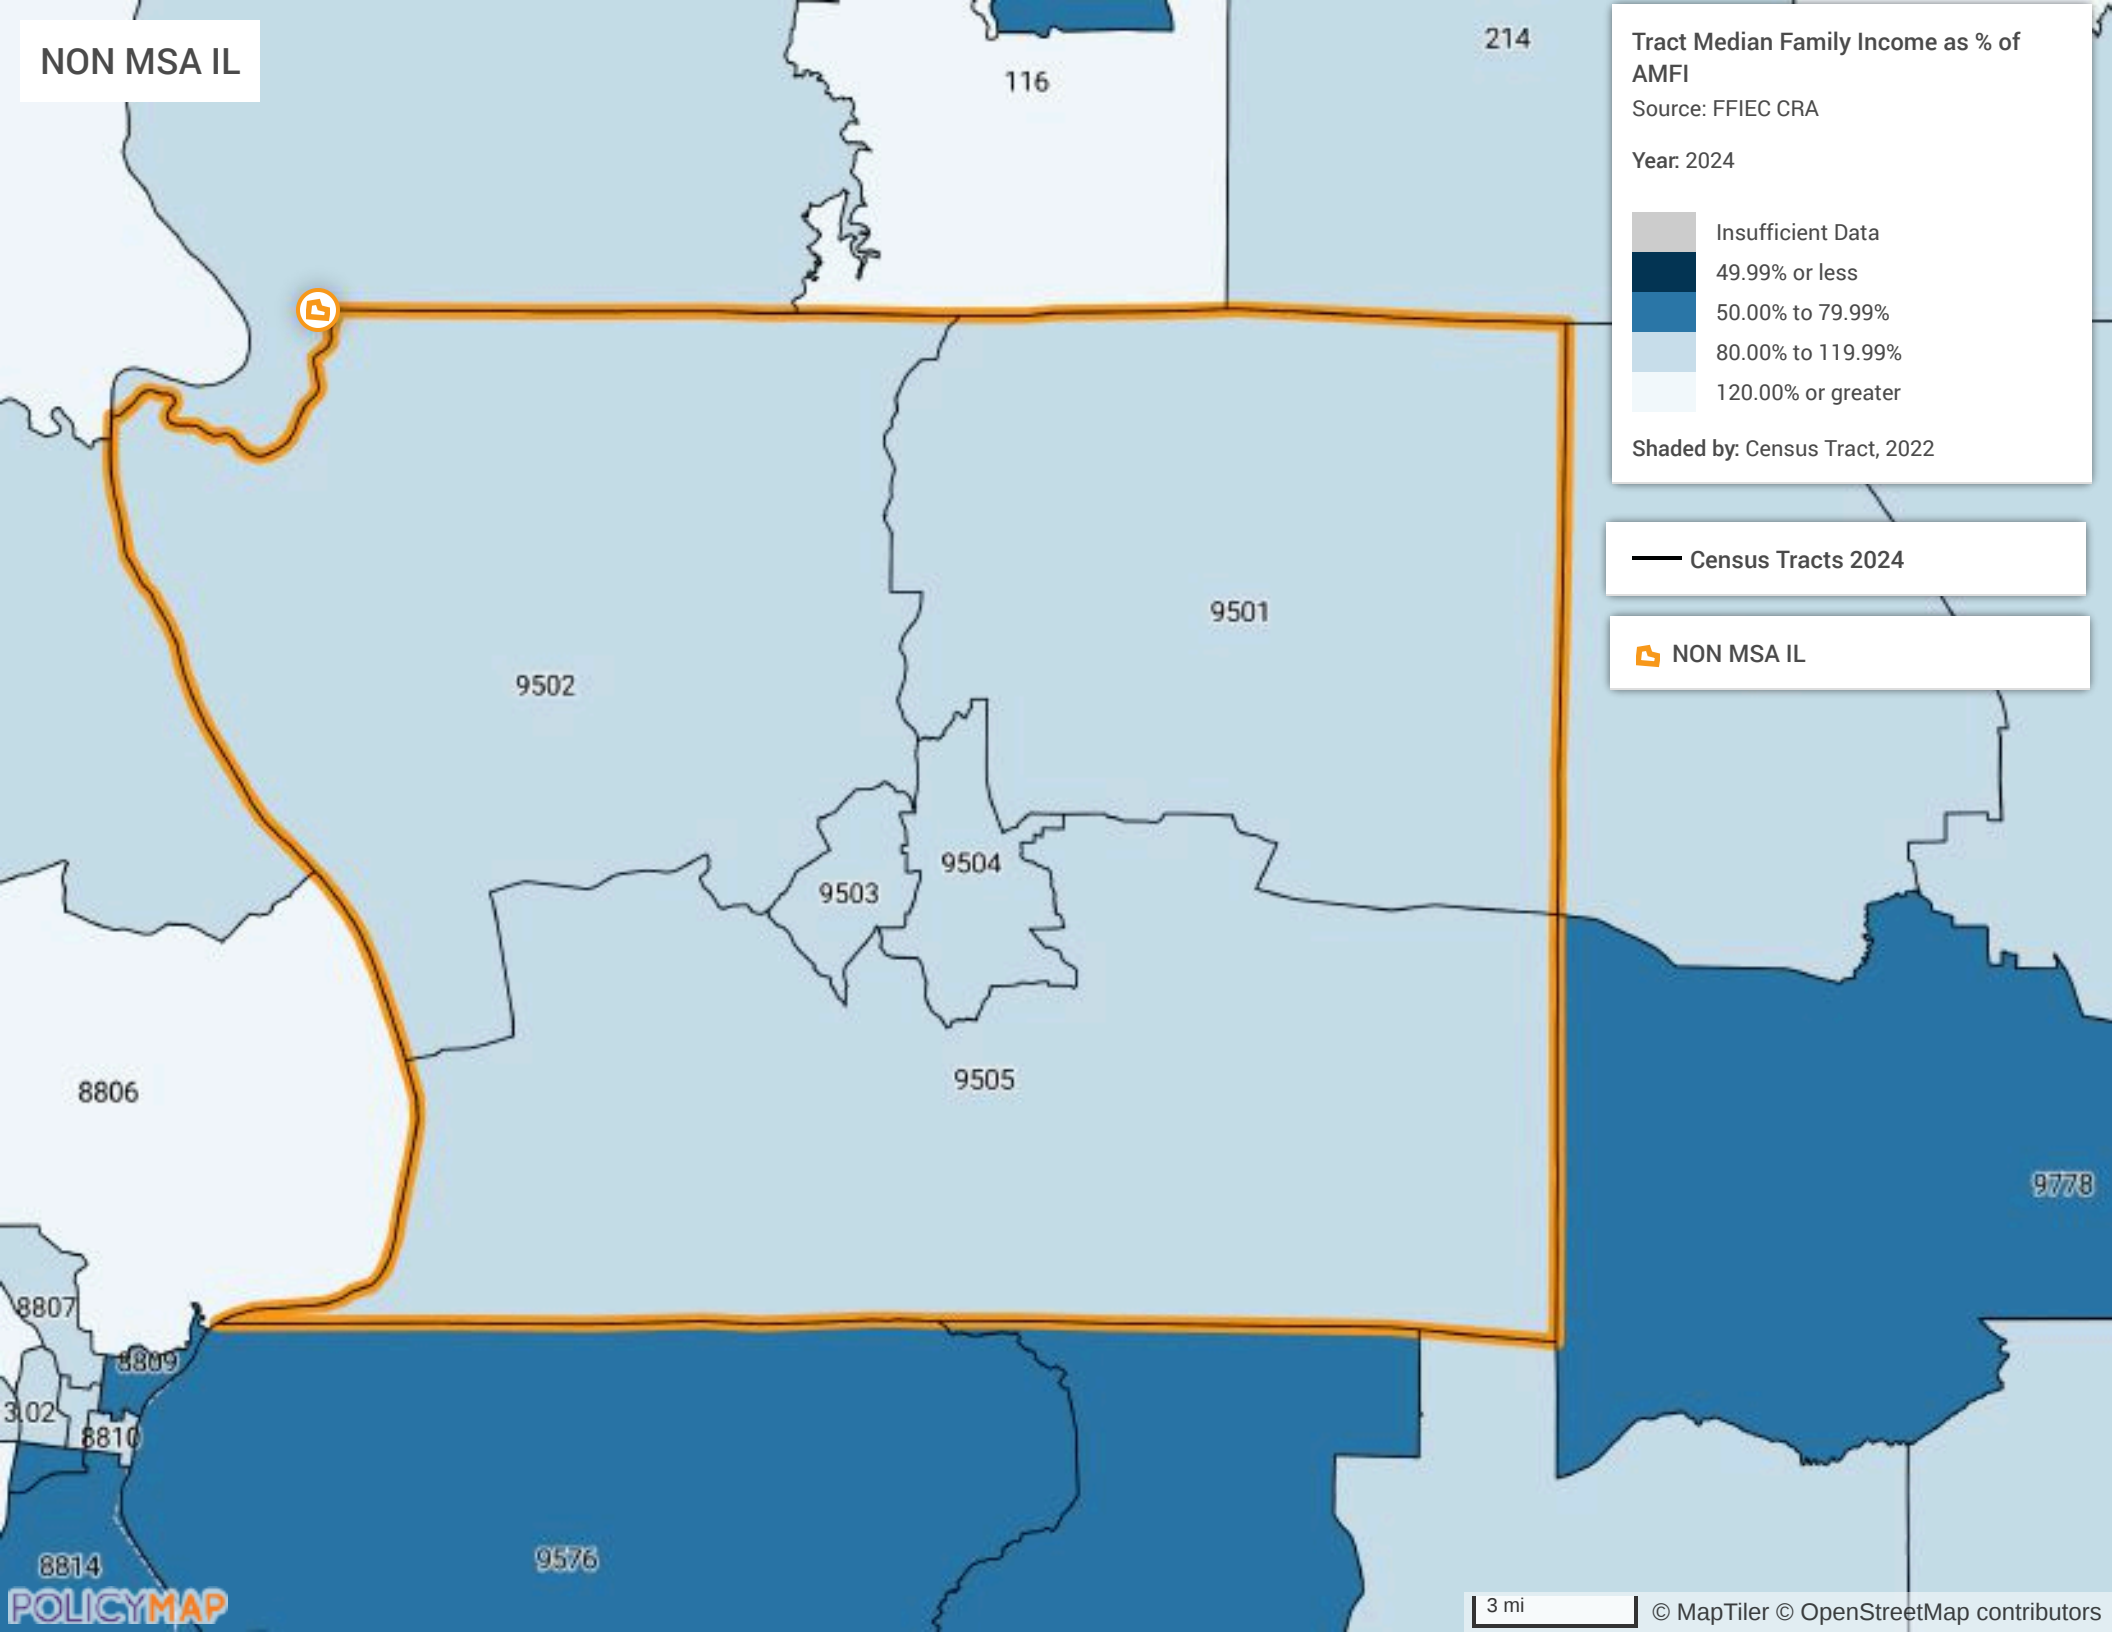 NON MSA IL
116
214
Tract Median Family Income as % of
AMFI
Source: FFIEC CRA
Year: 2024
Insufficient Data
49.99% or less
50.00% to 79.99%
80.00% to 119.99%
120.00% or greater
Shaded by: Census Tract, 2022
Census Tracts 2024
NON MSA IL
9501
9502
9504
9503
9505
8806
9778
8807
8809
3.02
8810
9576
8814
POLICYMAP
3 mi
© MapTiler © OpenStreetMap contributors